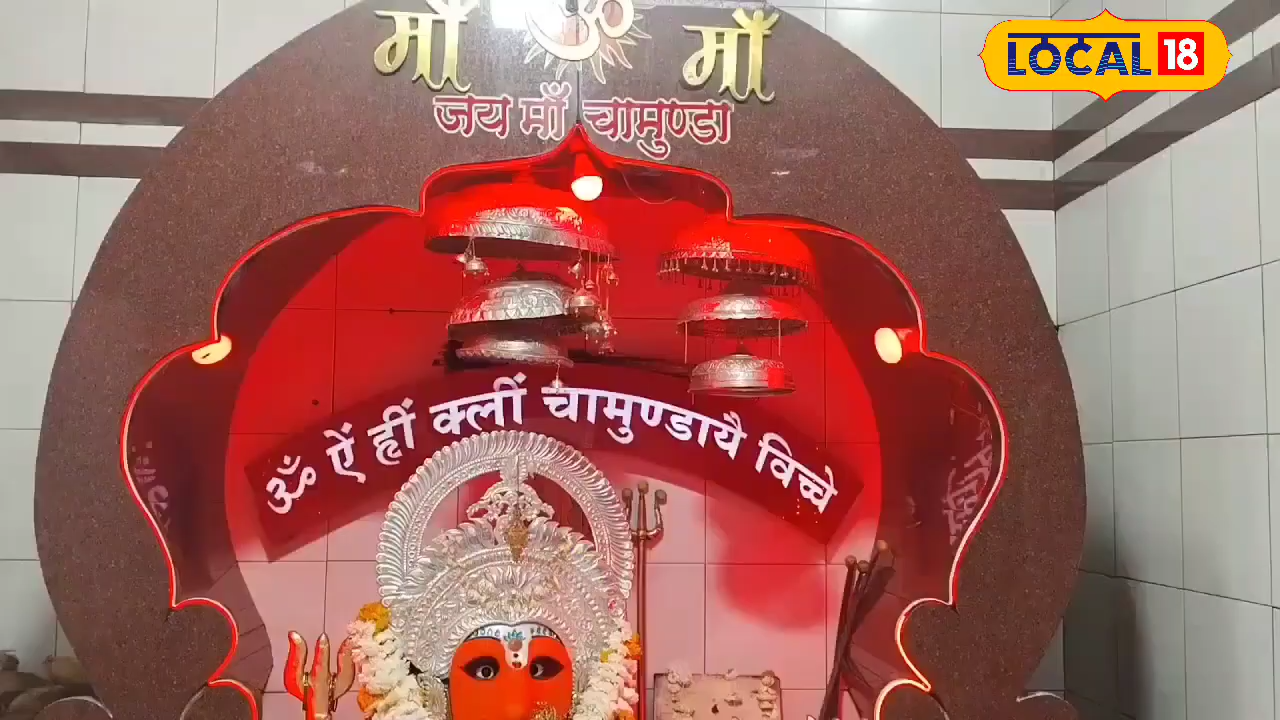 माँ ॐ माँ
LOCAL 18
जय माँ चामुण्डा
ॐ ऐं ह्रीं क्लीं चामुण्डायै विच्चे